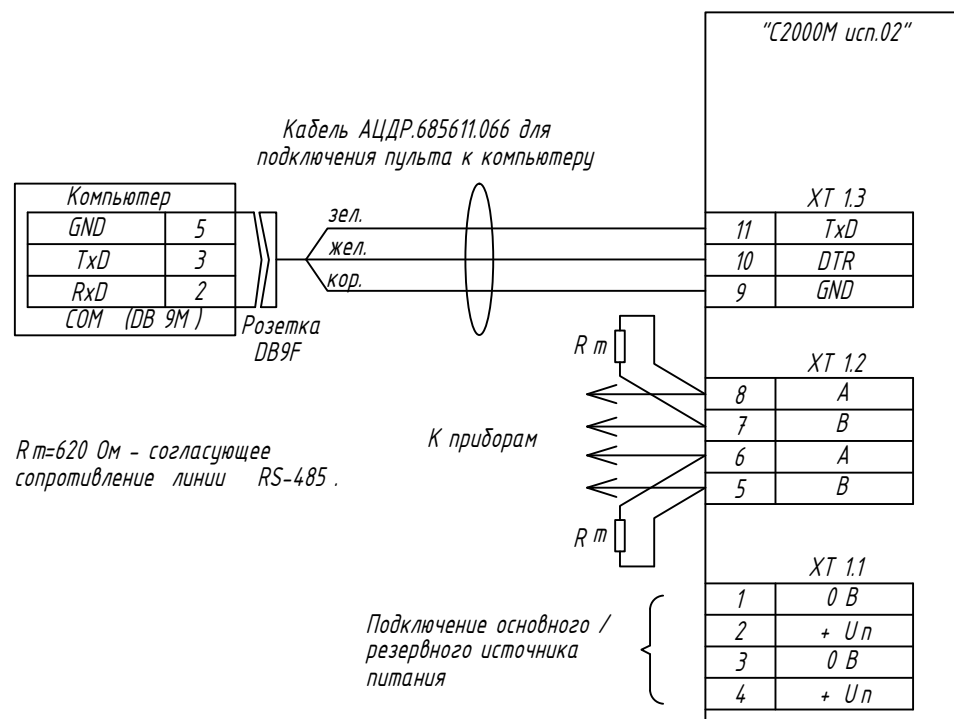 "С2000М исп.02"
Кабель АЦДР.685611.066 для
подключения пульта к компьютеру
Компьютер
GND 5
TxD 3
RxD 2
COM (DB 9M)
Розетка
DB9F
зел.
жел.
кор.
XT 1.3
11 TxD
10 DTR
9 GND
R т
XT 1.2
8 A
7 B
6 A
5 B
К приборам
R т=620 Ом - согласующее
сопротивление линии RS-485 .
R т
XT 1.1
1 0 В
2 + Uп
3 0 В
4 + Uп
Подключение основного /
резервного источника
питания